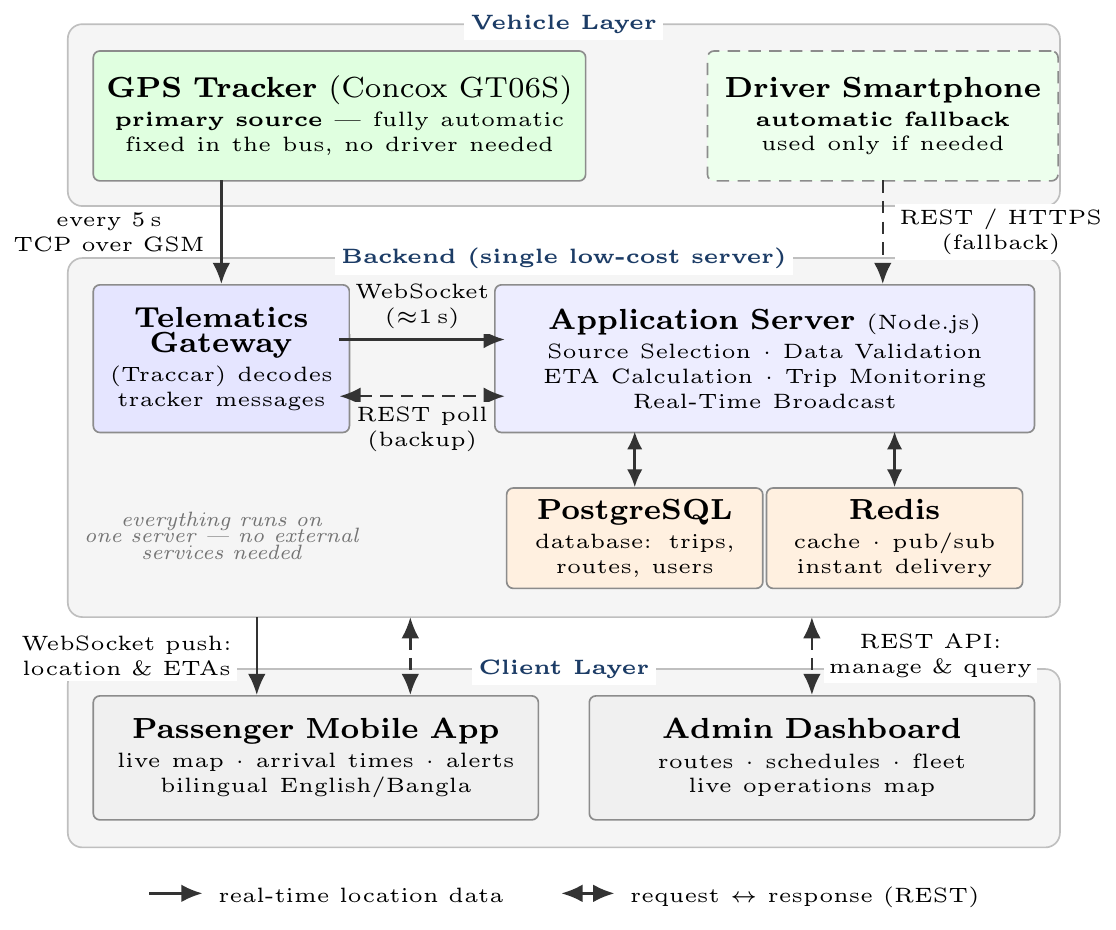 Vehicle Layer
GPS Tracker (Concox GT06S)
primary source — fully automatic
fixed in the bus, no driver needed
Driver Smartphone
automatic fallback
used only if needed
every 5 s
TCP over GSM
REST / HTTPS
(fallback)
Backend (single low-cost server)
Telematics
Gateway
(Traccar) decodes
tracker messages
WebSocket
(≈1 s)
REST poll
(backup)
Application Server (Node.js)
Source Selection · Data Validation
ETA Calculation · Trip Monitoring
Real-Time Broadcast
everything runs on
one server — no external
services needed
PostgreSQL
database: trips,
routes, users
Redis
cache · pub/sub
instant delivery
WebSocket push:
location & ETAs
REST API:
manage & query
Client Layer
Passenger Mobile App
live map · arrival times · alerts
bilingual English/Bangla
Admin Dashboard
routes · schedules · fleet
live operations map
real-time location data
request ↔ response (REST)